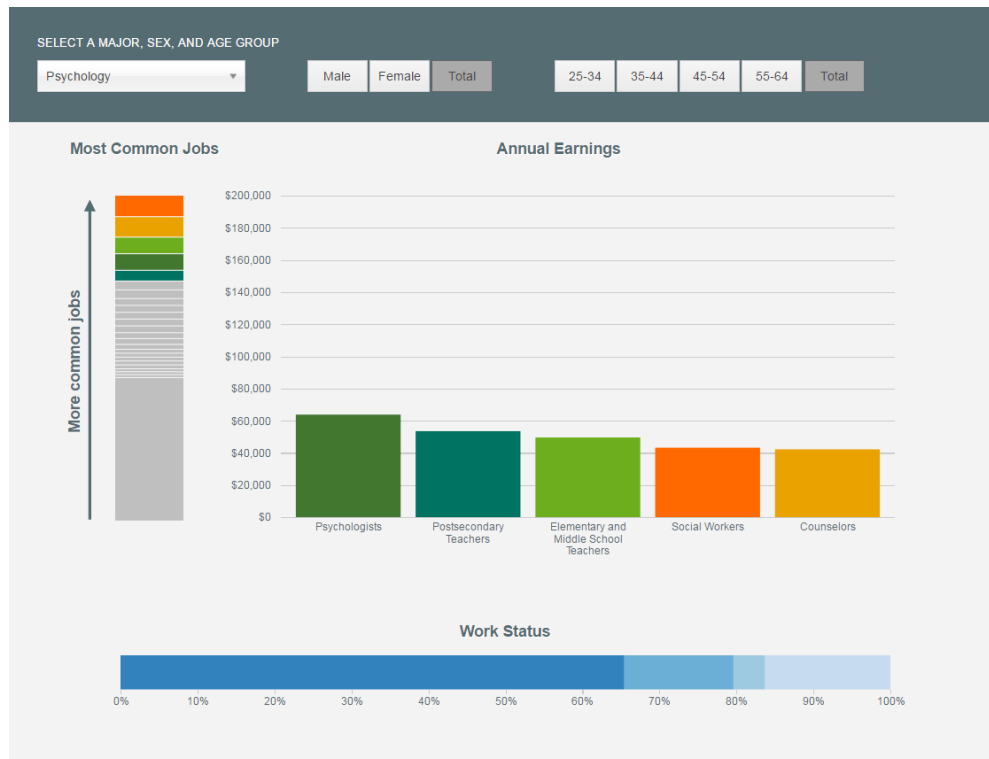 SELECT A MAJOR, SEX, AND AGE GROUP
Psychology
Male Female Total
25-34 35-44 45-54 55-64 Total
Most Common Jobs
Annual Earnings
More common jobs
$200,000
$180,000
$160,000
$140,000
$120,000
$100,000
$80,000
$60,000
$40,000
$20,000
$0
Psychologists
Postsecondary
Teachers
Elementary and
Middle School
Teachers
Social Workers
Counselors
Work Status
0% 10% 20% 30% 40% 50% 60% 70% 80% 90% 100%